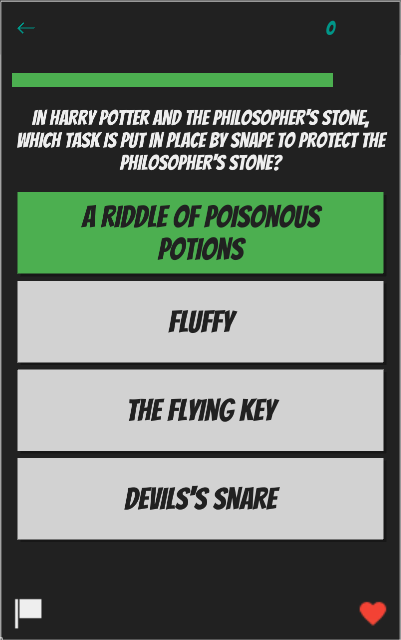 0
IN HARRY POTTER AND THE PHILOSOPHER'S STONE,
WHICH TASK IS PUT IN PLACE BY SNAPE TO PROTECT THE
PHILOSOPHER'S STONE?
A RIDDLE OF POISONOUS
POTIONS
FLUFFY
THE FLYING KEY
DEVILS'S SNARE